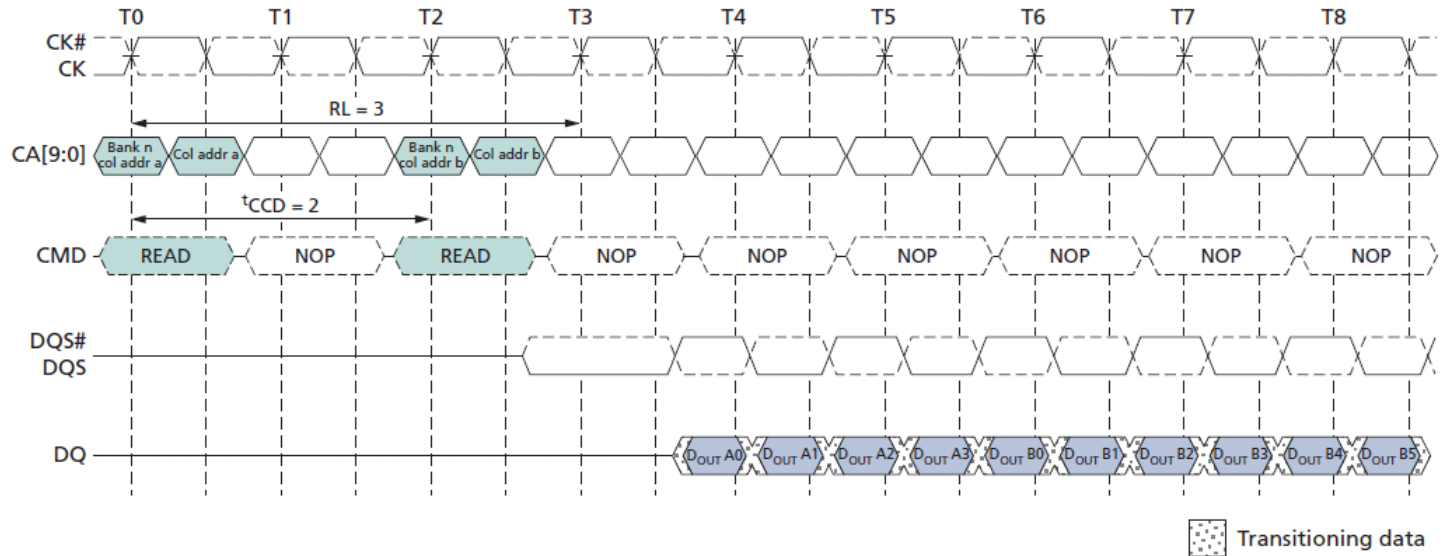 T0 T1 T2 T3 T4 T5 T6 T7 T8
CK#
CK
RL = 3
CA[9:0]
Bank n
col addr a
Col addr a
Bank n
col addr b
Col addr b
tCCD = 2
CMD READ NOP READ NOP NOP NOP NOP NOP NOP
DQS#
DQS
DQ DOUT A0 DOUT A1 DOUT A2 DOUT A3 DOUT B0 DOUT B1 DOUT B2 DOUT B3 DOUT B4 DOUT B5
Transitioning data